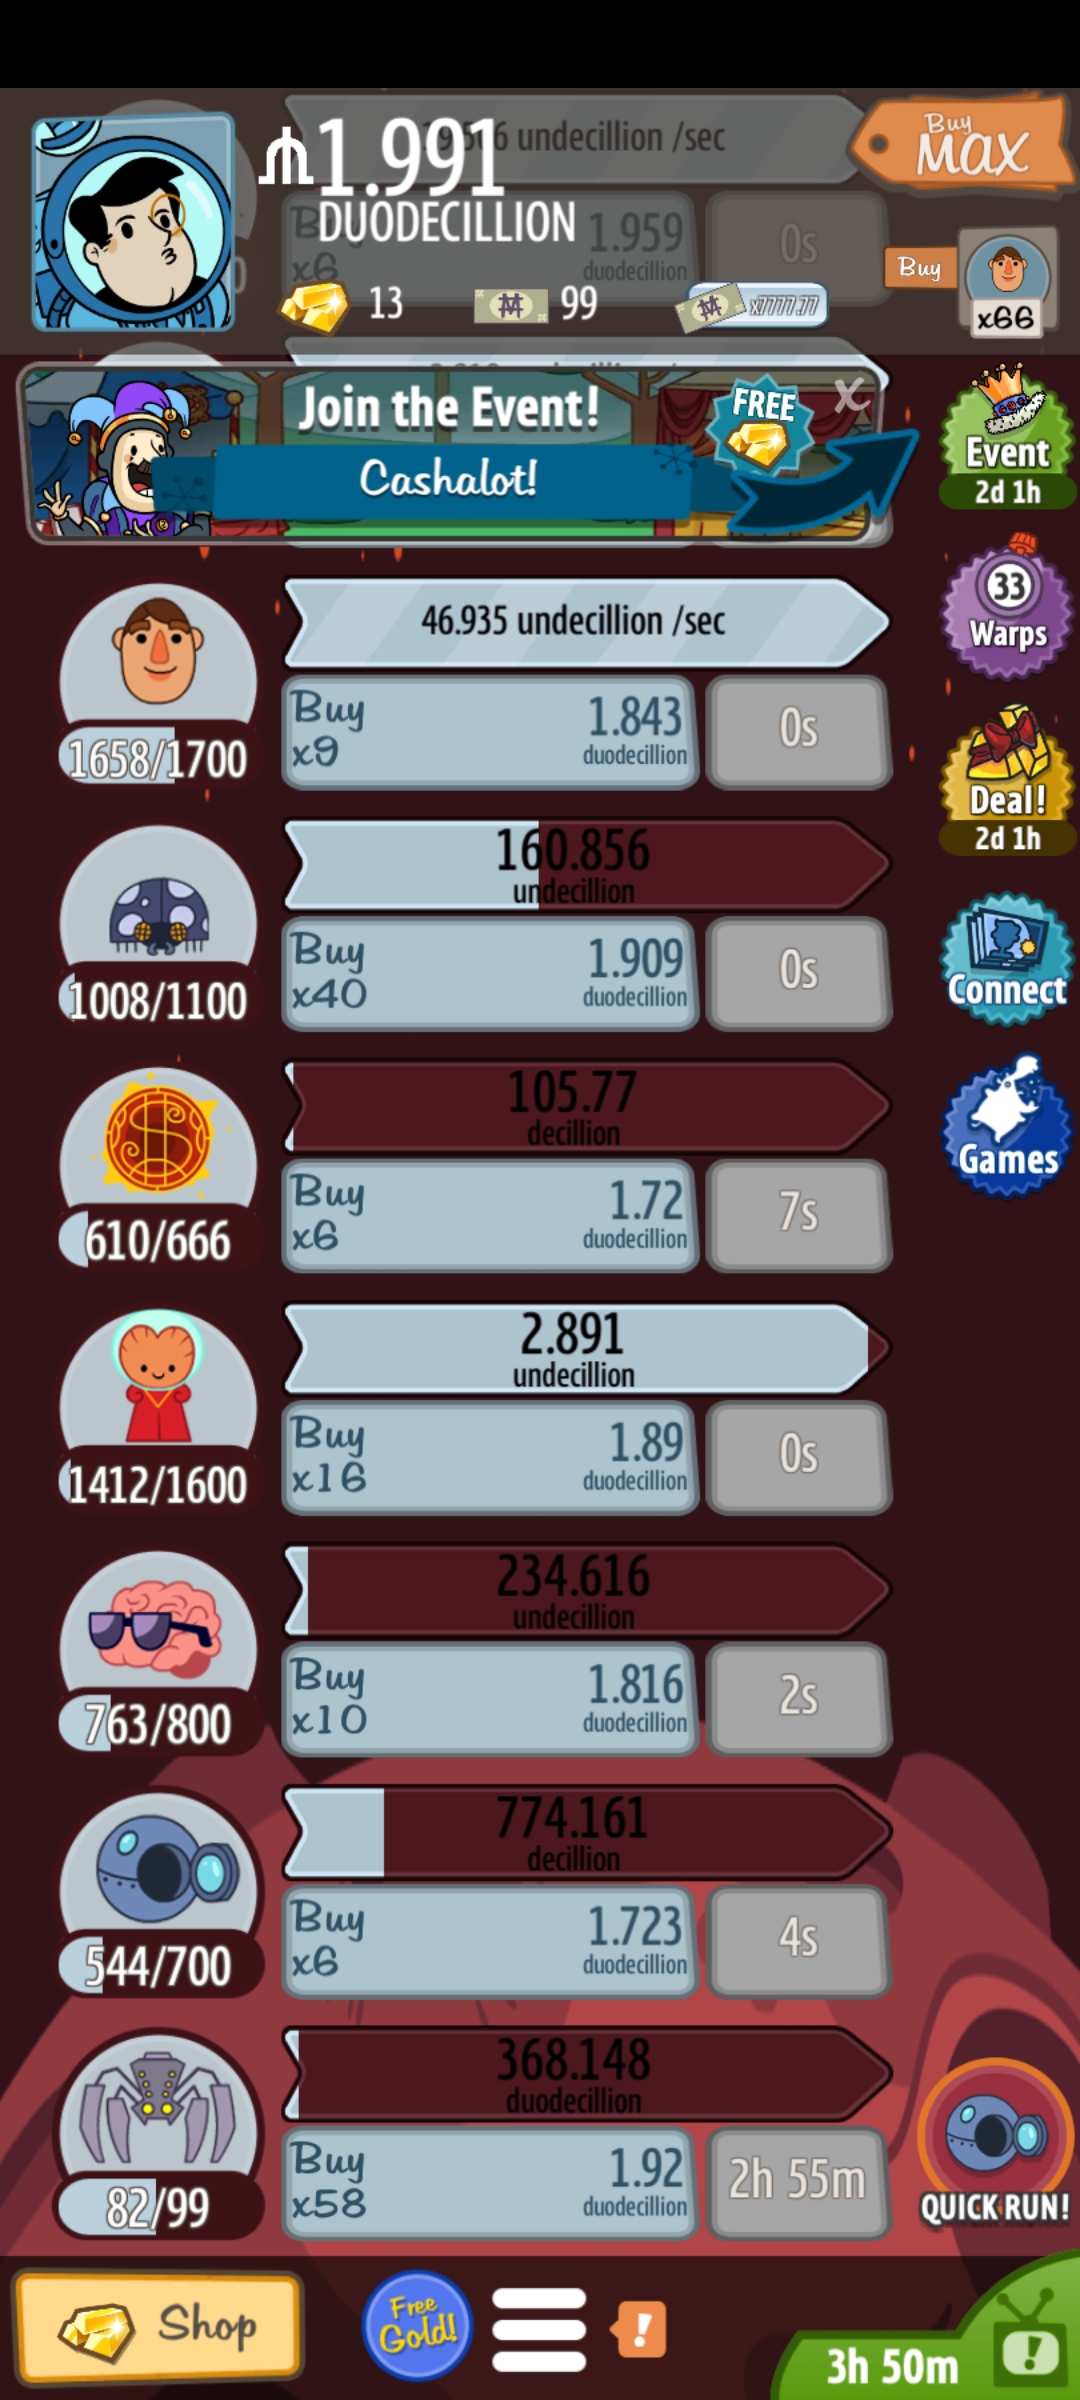 undecillion /sec
1.991
DUODECILLION
Buy
MAX
Buy
x6
1.959
duodecillion
0s
13
99
x7777.77
Buy
x66
Join the Event!
FREE
X
Cashalot!
Event
2d 1h
46.935 undecillion /sec
1658/1700
Buy
x9
1.843
duodecillion
0s
33
Warps
160.856
undecillion
1008/1100
Buy
x40
1.909
duodecillion
0s
Deal!
2d 1h
Connect
105.77
decillion
$
610/666
Buy
x6
1.72
duodecillion
7s
Games
2.891
undecillion
1412/1600
Buy
x16
1.89
duodecillion
0s
234.616
undecillion
763/800
Buy
x10
1.816
duodecillion
2s
774.161
decillion
544/700
Buy
x6
1.723
duodecillion
4s
368.148
duodecillion
82/99
Buy
x58
1.92
duodecillion
2h 55m
QUICK RUN!
Shop
Free
Gold!
!
3h 50m
!